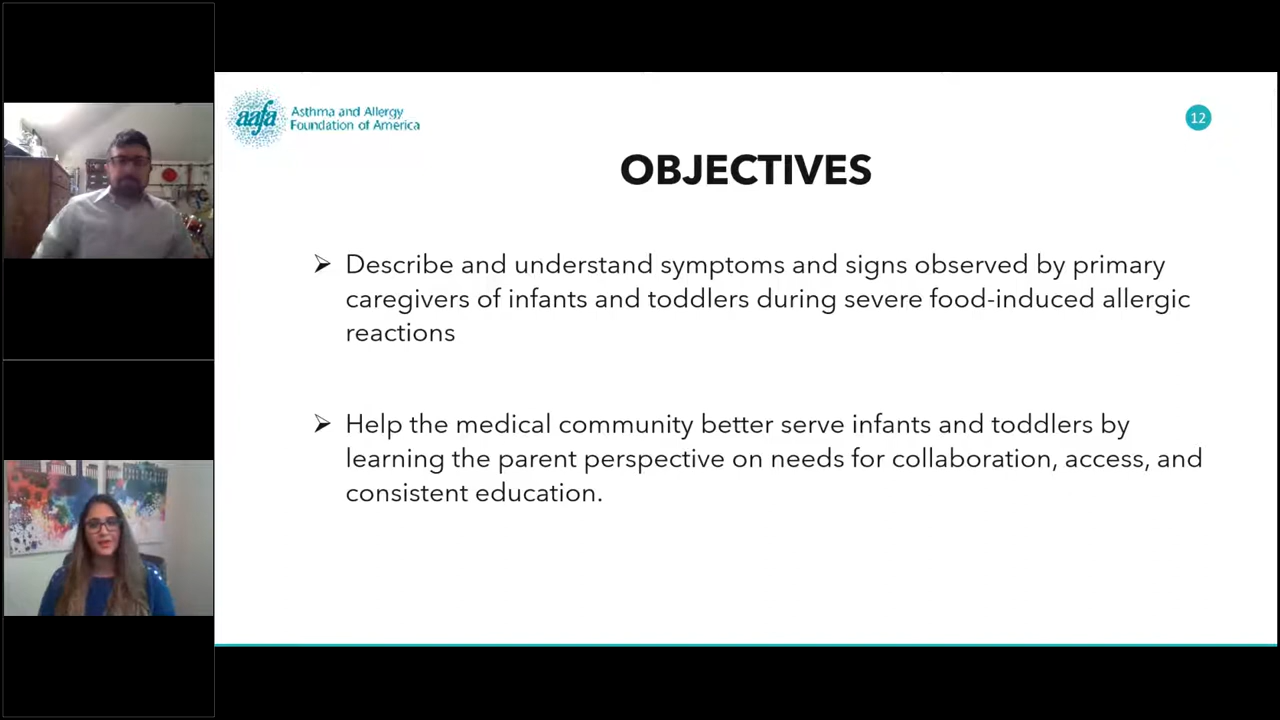 aafa
Asthma and Allergy
Foundation of America
12
OBJECTIVES
Describe and understand symptoms and signs observed by primary
caregivers of infants and toddlers during severe food-induced allergic
reactions
Help the medical community better serve infants and toddlers by
learning the parent perspective on needs for collaboration, access, and
consistent education.